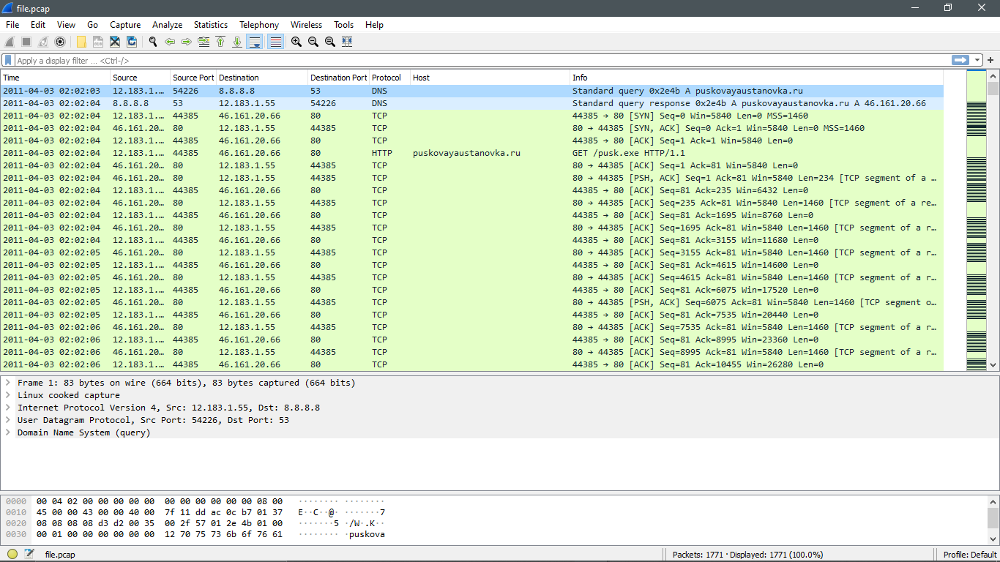 file.pcap
File Edit View Go Capture Analyze Statistics Telephony Wireless Tools Help
Apply a display filter ... <Ctrl-/>
Time Source Source Port Destination Destination Port Protocol Host Info
2011-04-03 02:02:03 12.183.1.… 54226 8.8.8.8 53 DNS Standard query 0x2e4b A puskovayaustanovka.ru
2011-04-03 02:02:04 8.8.8.8 53 12.183.1.55 54226 DNS Standard query response 0x2e4b A puskovayaustanovka.ru A 46.161.20.66
2011-04-03 02:02:04 12.183.1.… 44385 46.161.20.66 80 TCP 44385 → 80 [SYN] Seq=0 Win=5840 Len=0 MSS=1460
2011-04-03 02:02:04 46.161.20… 80 12.183.1.55 44385 TCP 80 → 44385 [SYN, ACK] Seq=0 Ack=1 Win=5840 Len=0 MSS=1460
2011-04-03 02:02:04 12.183.1.… 44385 46.161.20.66 80 TCP 44385 → 80 [ACK] Seq=1 Ack=1 Win=5840 Len=0
2011-04-03 02:02:04 12.183.1.… 44385 46.161.20.66 80 HTTP puskovayaustanovka.ru GET /pusk.exe HTTP/1.1
2011-04-03 02:02:04 46.161.20… 80 12.183.1.55 44385 TCP 80 → 44385 [ACK] Seq=1 Ack=81 Win=5840 Len=0
2011-04-03 02:02:04 46.161.20… 80 12.183.1.55 44385 TCP 80 → 44385 [PSH, ACK] Seq=1 Ack=81 Win=5840 Len=234 [TCP segment of a …
2011-04-03 02:02:04 12.183.1.… 44385 46.161.20.66 80 TCP 44385 → 80 [ACK] Seq=81 Ack=235 Win=6432 Len=0
2011-04-03 02:02:04 46.161.20… 80 12.183.1.55 44385 TCP 80 → 44385 [ACK] Seq=235 Ack=81 Win=5840 Len=1460 [TCP segment of a re…
2011-04-03 02:02:04 12.183.1.… 44385 46.161.20.66 80 TCP 44385 → 80 [ACK] Seq=81 Ack=1695 Win=8760 Len=0
2011-04-03 02:02:04 46.161.20… 80 12.183.1.55 44385 TCP 80 → 44385 [ACK] Seq=1695 Ack=81 Win=5840 Len=1460 [TCP segment of a r…
2011-04-03 02:02:04 12.183.1.… 44385 46.161.20.66 80 TCP 44385 → 80 [ACK] Seq=81 Ack=3155 Win=11680 Len=0
2011-04-03 02:02:05 46.161.20… 80 12.183.1.55 44385 TCP 80 → 44385 [ACK] Seq=3155 Ack=81 Win=5840 Len=1460 [TCP segment of a r…
2011-04-03 02:02:05 12.183.1.… 44385 46.161.20.66 80 TCP 44385 → 80 [ACK] Seq=81 Ack=4615 Win=14600 Len=0
2011-04-03 02:02:05 46.161.20… 80 12.183.1.55 44385 TCP 80 → 44385 [ACK] Seq=4615 Ack=81 Win=5840 Len=1460 [TCP segment of a r…
2011-04-03 02:02:05 12.183.1.… 44385 46.161.20.66 80 TCP 44385 → 80 [ACK] Seq=81 Ack=6075 Win=17520 Len=0
2011-04-03 02:02:05 46.161.20… 80 12.183.1.55 44385 TCP 80 → 44385 [PSH, ACK] Seq=6075 Ack=81 Win=5840 Len=1460 [TCP segment o…
2011-04-03 02:02:05 12.183.1.… 44385 46.161.20.66 80 TCP 44385 → 80 [ACK] Seq=81 Ack=7535 Win=20440 Len=0
2011-04-03 02:02:06 46.161.20… 80 12.183.1.55 44385 TCP 80 → 44385 [ACK] Seq=7535 Ack=81 Win=5840 Len=1460 [TCP segment of a r…
2011-04-03 02:02:06 12.183.1.… 44385 46.161.20.66 80 TCP 44385 → 80 [ACK] Seq=81 Ack=8995 Win=23360 Len=0
2011-04-03 02:02:06 46.161.20… 80 12.183.1.55 44385 TCP 80 → 44385 [ACK] Seq=8995 Ack=81 Win=5840 Len=1460 [TCP segment of a r…
2011-04-03 02:02:06 12.183.1.… 44385 46.161.20.66 80 TCP 44385 → 80 [ACK] Seq=81 Ack=10455 Win=26280 Len=0
Frame 1: 83 bytes on wire (664 bits), 83 bytes captured (664 bits)
Linux cooked capture
Internet Protocol Version 4, Src: 12.183.1.55, Dst: 8.8.8.8
User Datagram Protocol, Src Port: 54226, Dst Port: 53
Domain Name System (query)
0000 00 04 02 00 00 00 00 00 00 00 00 00 00 00 08 00 ········ ········
0010 45 00 00 43 00 00 40 00 7f 11 dd ac 0c b7 01 37 E··C··@· ·······7
0020 08 08 08 08 d3 d2 00 35 00 2f 57 01 2e 4b 01 00 ·······5 ·/W·.K··
0030 00 01 00 00 00 00 00 00 12 70 75 73 6b 6f 76 61 ········ ·puskova
file.pcap Packets: 1771 · Displayed: 1771 (100.0%) Profile: Default